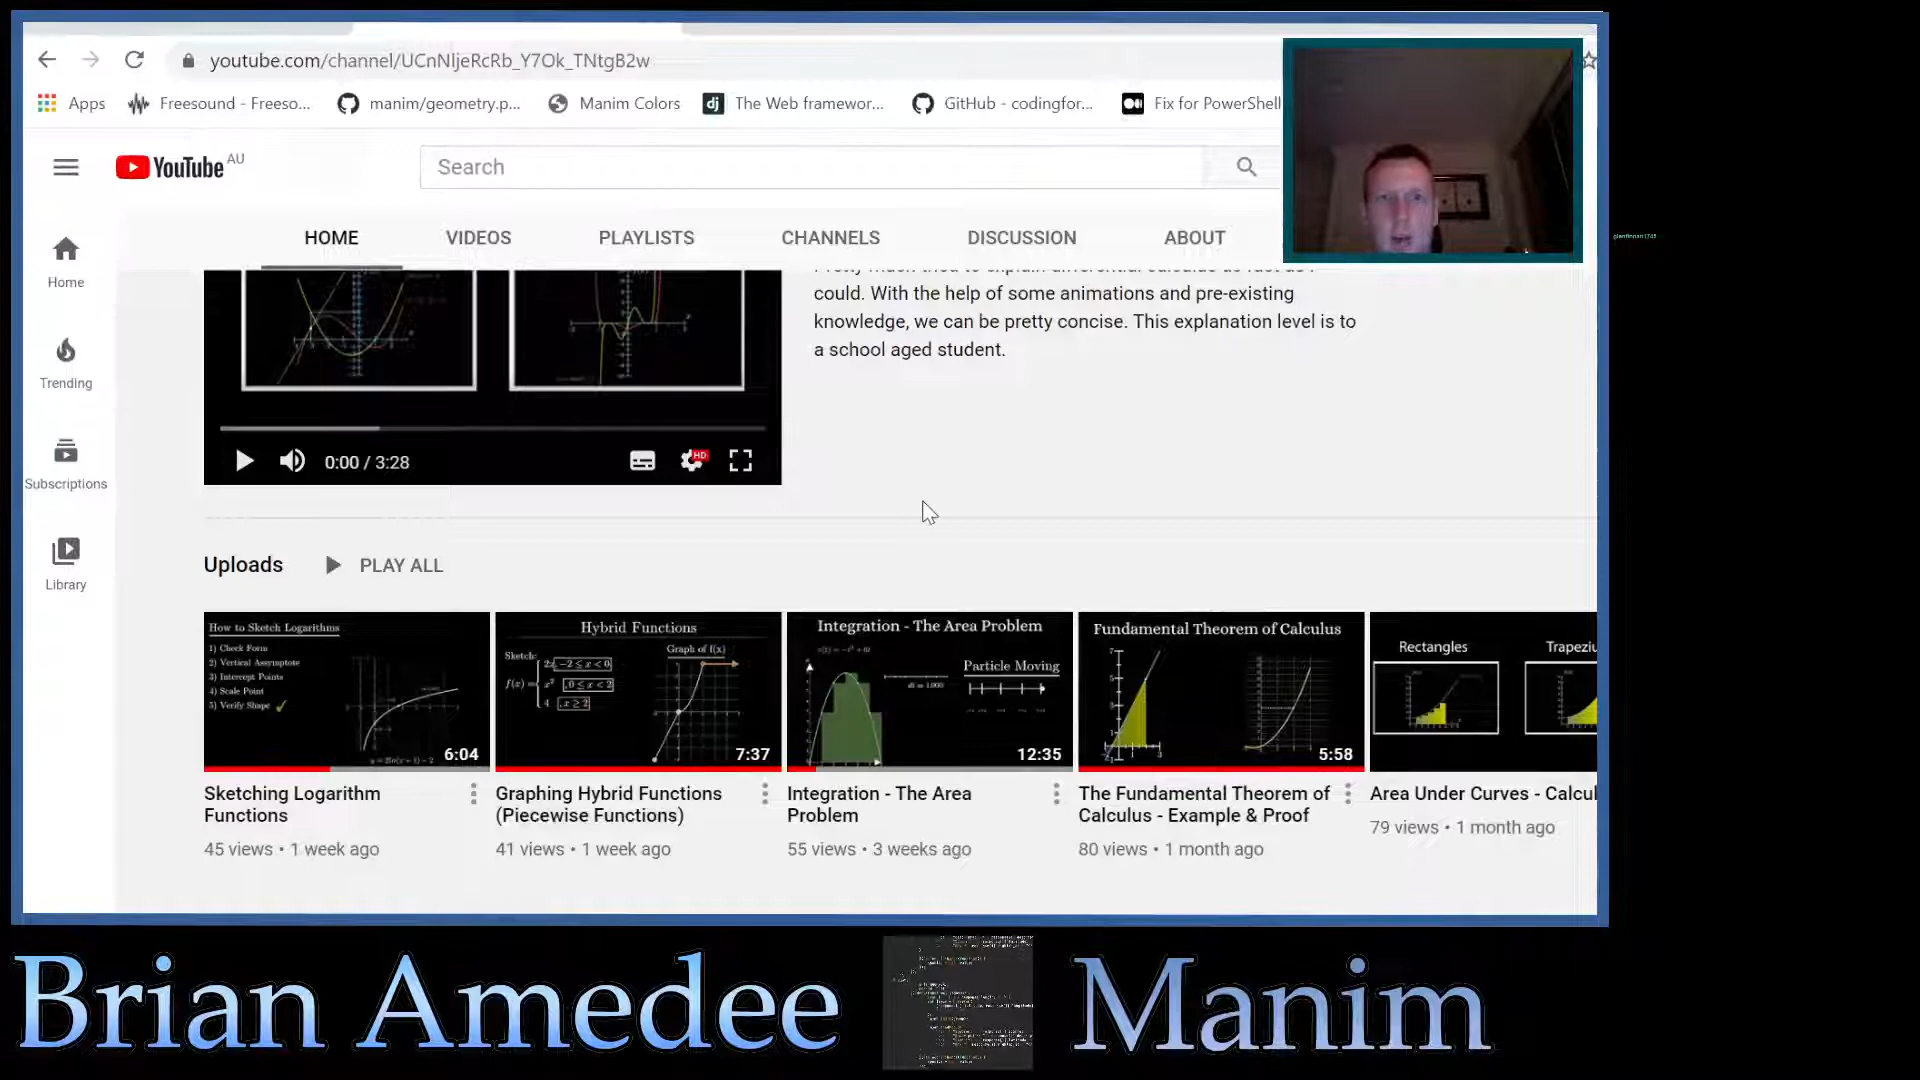 youtube.com/channel/UCnNljeRcRb_Y7Ok_TNtgB2w
Apps Freesound - Freeso... manim/geometry.p... Manim Colors The Web framewor... GitHub - codingfor... Fix for PowerShell
YouTube AU
Search
HOME VIDEOS PLAYLISTS CHANNELS DISCUSSION ABOUT
Home
Trending
Subscriptions
Library
could. With the help of some animations and pre-existing
knowledge, we can be pretty concise. This explanation level is to
a school aged student.
0:00 / 3:28
HD
Uploads PLAY ALL
How to Sketch Logarithms
1) Check Form
2) Vertical Assymptote
3) Intercept Points
4) Scale Point
5) Verify Shape
6:04
Hybrid Functions
Sketch:
Graph of f(x)
7:37
Integration - The Area Problem
Particle Moving
12:35
Fundamental Theorem of Calculus
5:58
Rectangles
Sketching Logarithm
Functions
45 views • 1 week ago
Graphing Hybrid Functions
(Piecewise Functions)
41 views • 1 week ago
Integration - The Area
Problem
55 views • 3 weeks ago
The Fundamental Theorem of
Calculus - Example & Proof
80 views • 1 month ago
Area Under Curves - Calcul
79 views • 1 month ago
Brian Amedee Manim